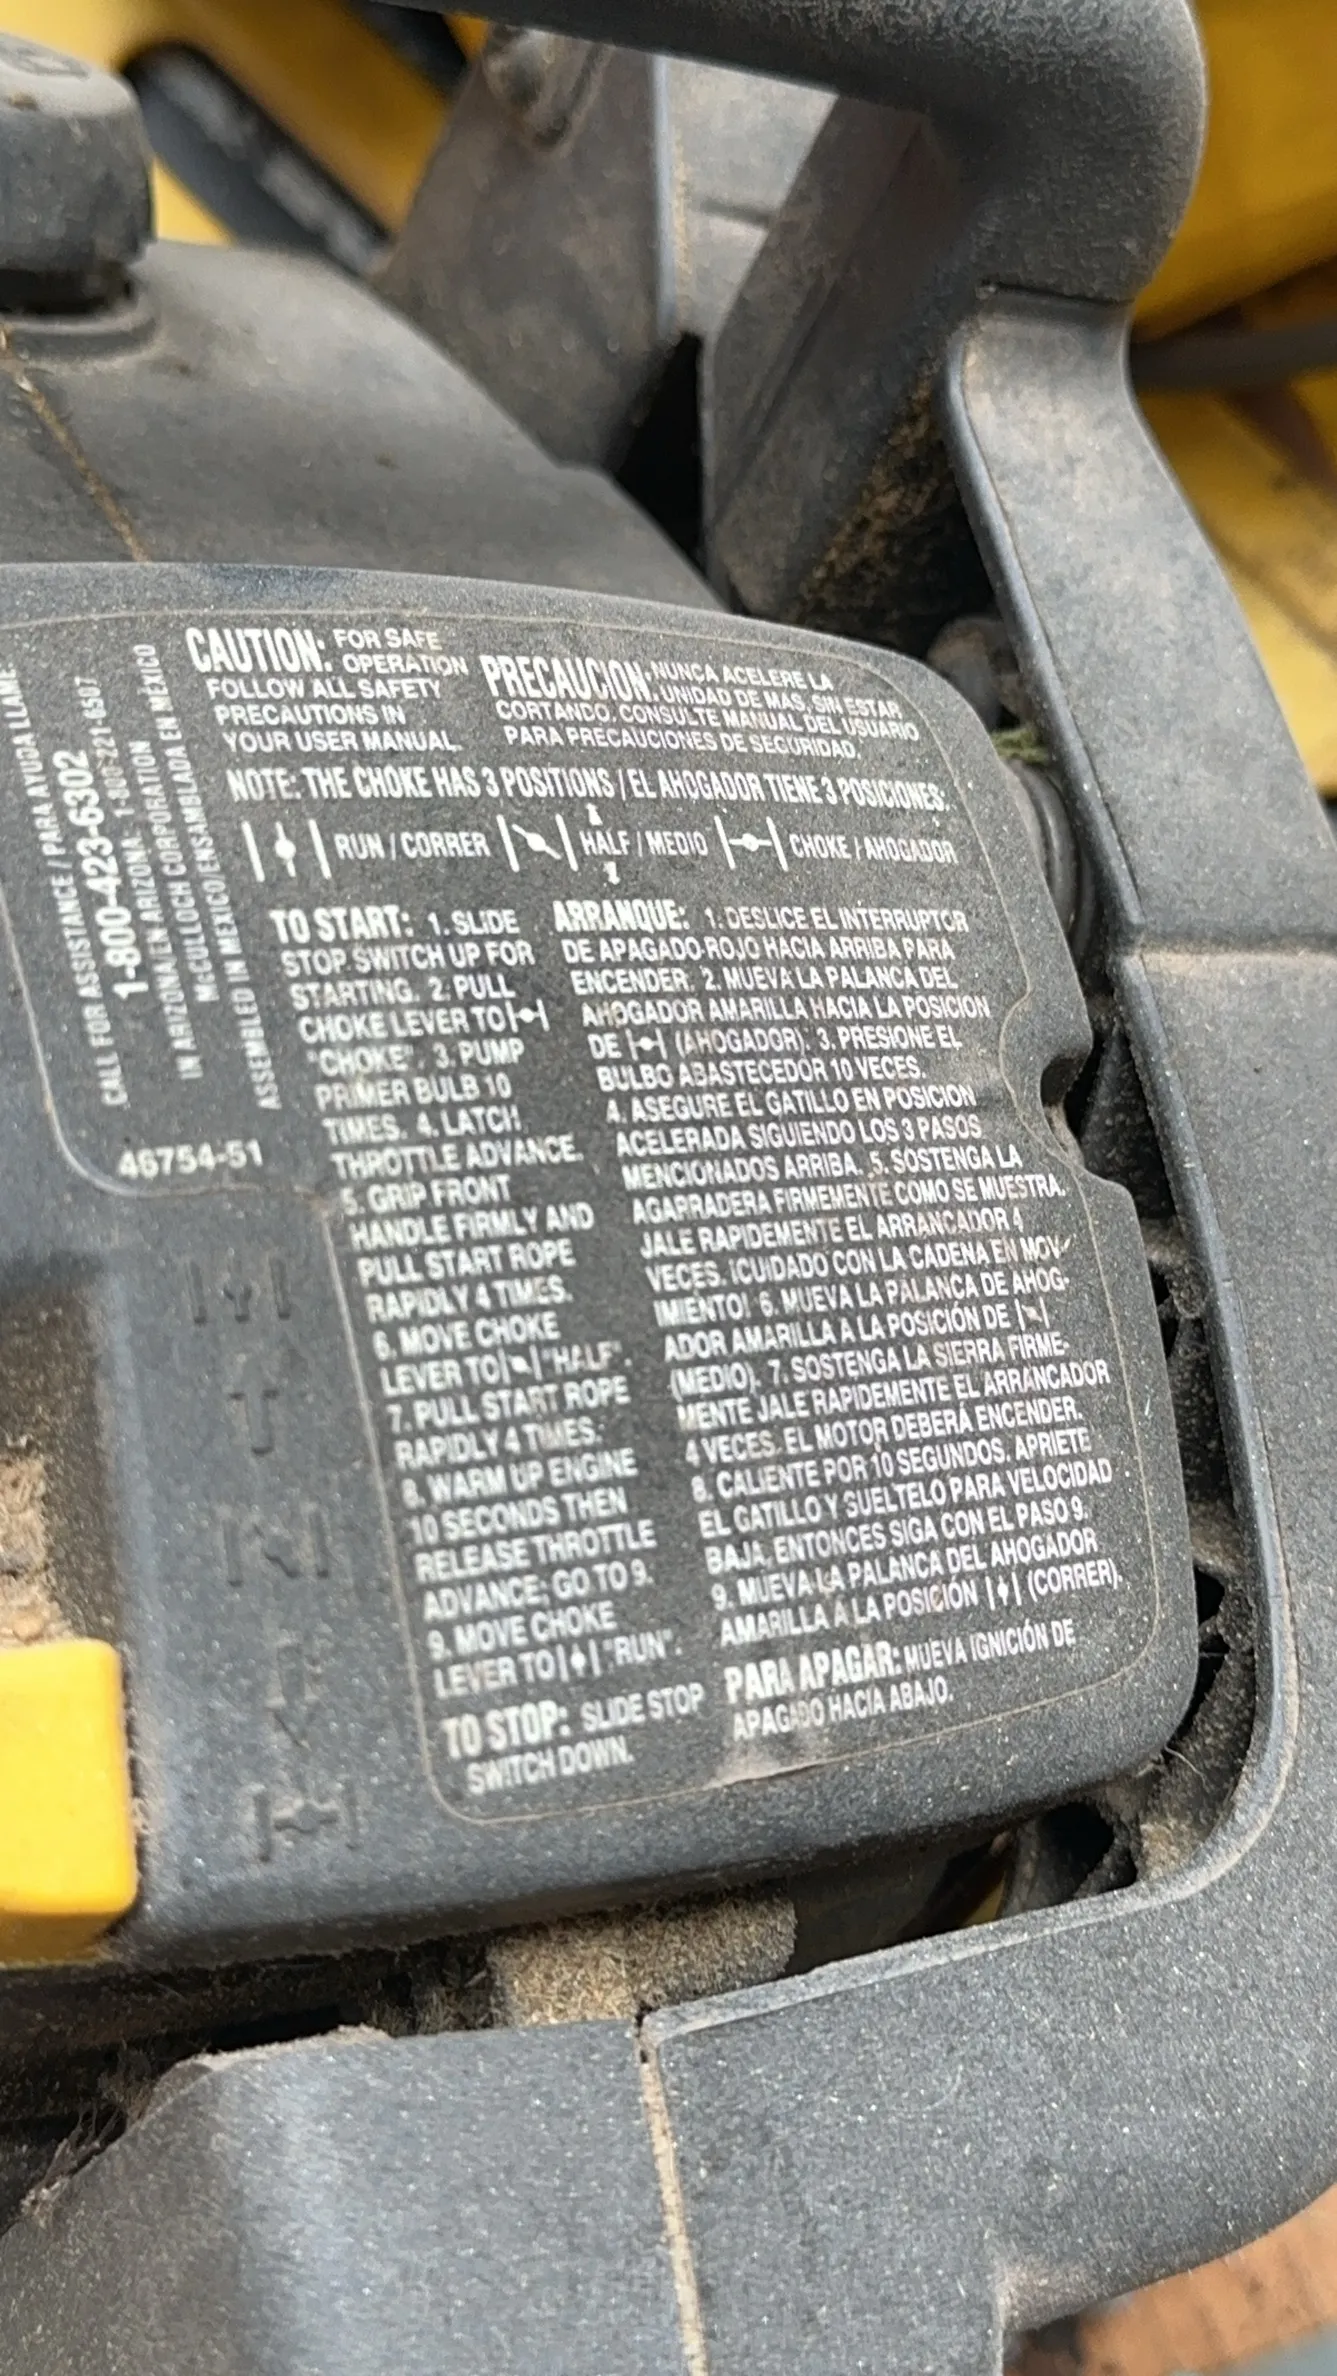 CALL FOR ASSISTANCE / PARA AYUDA LLAME
1-800-423-6302
IN ARIZONA/EN ARIZONA: 1-800-221-6507
McCULLOCH CORPORATION
ASSEMBLED IN MEXICO/ENSAMBLADA EN MÉXICO
46754-51
CAUTION: FOR SAFE
OPERATION
FOLLOW ALL SAFETY
PRECAUTIONS IN
YOUR USER MANUAL.
PRECAUCION: NUNCA ACELERE LA
UNIDAD DE MAS, SIN ESTAR
CORTANDO. CONSULTE MANUAL DEL USUARIO
PARA PRECAUCIONES DE SEGURIDAD.
NOTE: THE CHOKE HAS 3 POSITIONS / EL AHOGADOR TIENE 3 POSICIONES:
RUN / CORRER HALF / MEDIO CHOKE / AHOGADOR
TO START: 1. SLIDE
STOP SWITCH UP FOR
STARTING. 2. PULL
CHOKE LEVER TO
"CHOKE". 3. PUMP
PRIMER BULB 10
TIMES. 4. LATCH
THROTTLE ADVANCE.
5. GRIP FRONT
HANDLE FIRMLY AND
PULL START ROPE
RAPIDLY 4 TIMES.
6. MOVE CHOKE
LEVER TO "HALF".
7. PULL START ROPE
RAPIDLY 4 TIMES.
8. WARM UP ENGINE
10 SECONDS THEN
RELEASE THROTTLE
ADVANCE; GO TO 9.
9. MOVE CHOKE
LEVER TO "RUN".
TO STOP: SLIDE STOP
SWITCH DOWN.
ARRANQUE: 1. DESLICE EL INTERRUPTOR
DE APAGADO ROJO HACIA ARRIBA PARA
ENCENDER. 2. MUEVA LA PALANCA DEL
AHOGADOR AMARILLA HACIA LA POSICION
DE (AHOGADOR). 3. PRESIONE EL
BULBO ABASTECEDOR 10 VECES.
4. ASEGURE EL GATILLO EN POSICION
ACELERADA SIGUIENDO LOS 3 PASOS
MENCIONADOS ARRIBA. 5. SOSTENGA LA
AGAPRADERA FIRMEMENTE COMO SE MUESTRA.
JALE RAPIDEMENTE EL ARRANCADOR 4
VECES. ¡CUIDADO CON LA CADENA EN MOV-
IMIENTO! 6. MUEVA LA PALANCA DE AHOG-
ADOR AMARILLA A LA POSICIÓN DE
(MEDIO). 7. SOSTENGA LA SIERRA FIRME-
MENTE JALE RAPIDEMENTE EL ARRANCADOR
4 VECES. EL MOTOR DEBERÁ ENCENDER.
8. CALIENTE POR 10 SEGUNDOS. APRIETE
EL GATILLO Y SUELTELO PARA VELOCIDAD
BAJA, ENTONCES SIGA CON EL PASO 9.
9. MUEVA LA PALANCA DEL AHOGADOR
AMARILLA A LA POSICIÓN (CORRER).
PARA APAGAR: MUEVA IGNICIÓN DE
APAGADO HACIA ABAJO.